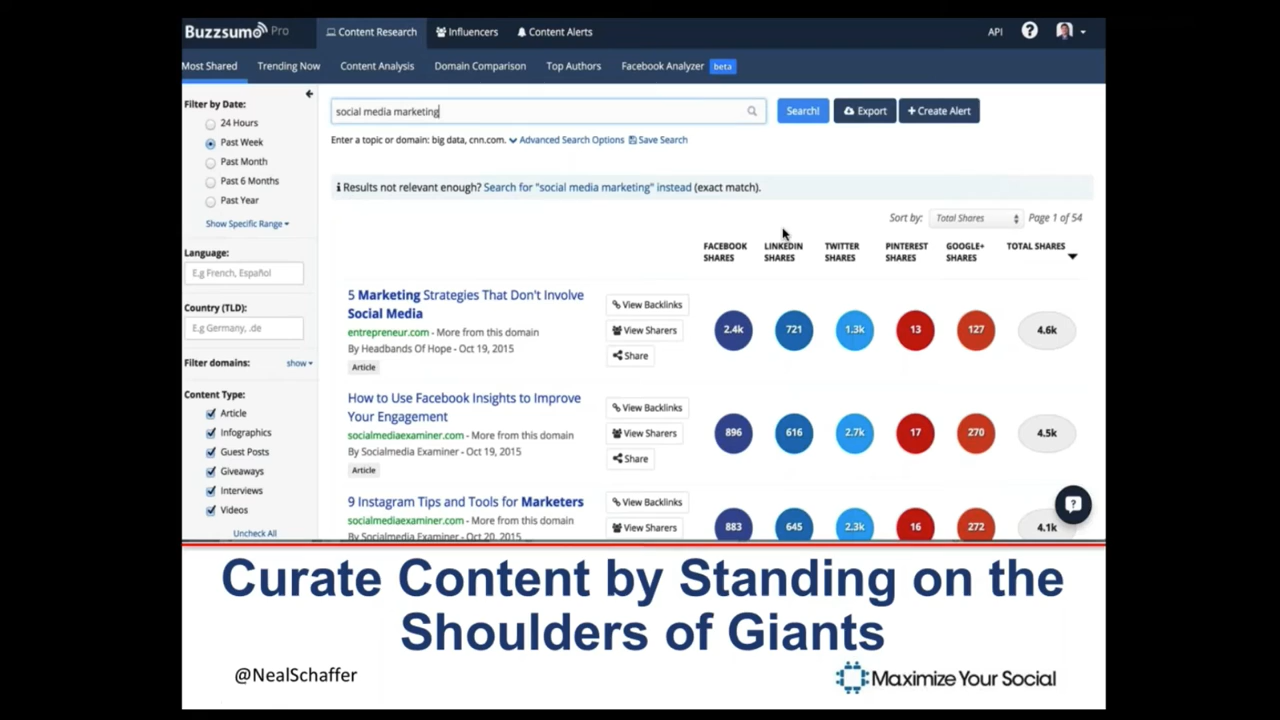 Buzzsumo Pro
Content Research
Influencers
Content Alerts
API
Most Shared
Trending Now
Content Analysis
Domain Comparison
Top Authors
Facebook Analyzer beta
Filter by Date:
24 Hours
Past Week
Past Month
Past 6 Months
Past Year
Show Specific Range
Language:
E.g French, Español
Country (TLD):
E.g Germany, .de
Filter domains: show
Content Type:
Article
Infographics
Guest Posts
Giveaways
Interviews
Videos
Uncheck All
social media marketing
Search!
Export
+ Create Alert
Enter a topic or domain: big data, cnn.com. Advanced Search Options Save Search
Results not relevant enough? Search for "social media marketing" instead (exact match).
Sort by: Total Shares Page 1 of 54
FACEBOOK SHARES
LINKEDIN SHARES
TWITTER SHARES
PINTEREST SHARES
GOOGLE+ SHARES
TOTAL SHARES
5 Marketing Strategies That Don't Involve
Social Media
entrepreneur.com - More from this domain
By Headbands Of Hope - Oct 19, 2015
Article
View Backlinks
View Sharers
Share
2.4k 721 1.3k 13 127 4.6k
How to Use Facebook Insights to Improve
Your Engagement
socialmediaexaminer.com - More from this domain
By Socialmedia Examiner - Oct 19, 2015
Article
View Backlinks
View Sharers
Share
896 616 2.7k 17 270 4.5k
9 Instagram Tips and Tools for Marketers
socialmediaexaminer.com - More from this domain
By Socialmedia Examiner - Oct 20, 2015
View Backlinks
View Sharers
883 645 2.3k 16 272 4.1k
Curate Content by Standing on the
Shoulders of Giants
@NealSchaffer
Maximize Your Social